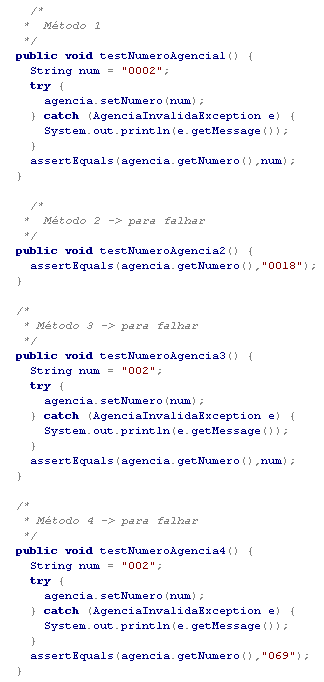 /*
*  Método 1
*/
public void testNumeroAgencia1() {
String num = "0002";
try {
agencia.setNumero(num);
} catch (AgenciaInvalidaException e) {
System.out.println(e.getMessage());
}
assertEquals(agencia.getNumero(),num);
}
/*
*  Método 2 -> para falhar
*/
public void testNumeroAgencia2() {
assertEquals(agencia.getNumero(),"0018");
}
/*
* Método 3 -> para falhar
*/
public void testNumeroAgencia3() {
String num = "002";
try {
agencia.setNumero(num);
} catch (AgenciaInvalidaException e) {
System.out.println(e.getMessage());
}
assertEquals(agencia.getNumero(),num);
}
/*
* Método 4 -> para falhar
*/
public void testNumeroAgencia4() {
String num = "002";
try {
agencia.setNumero(num);
} catch (AgenciaInvalidaException e) {
System.out.println(e.getMessage());
}
assertEquals(agencia.getNumero(),"069");
}